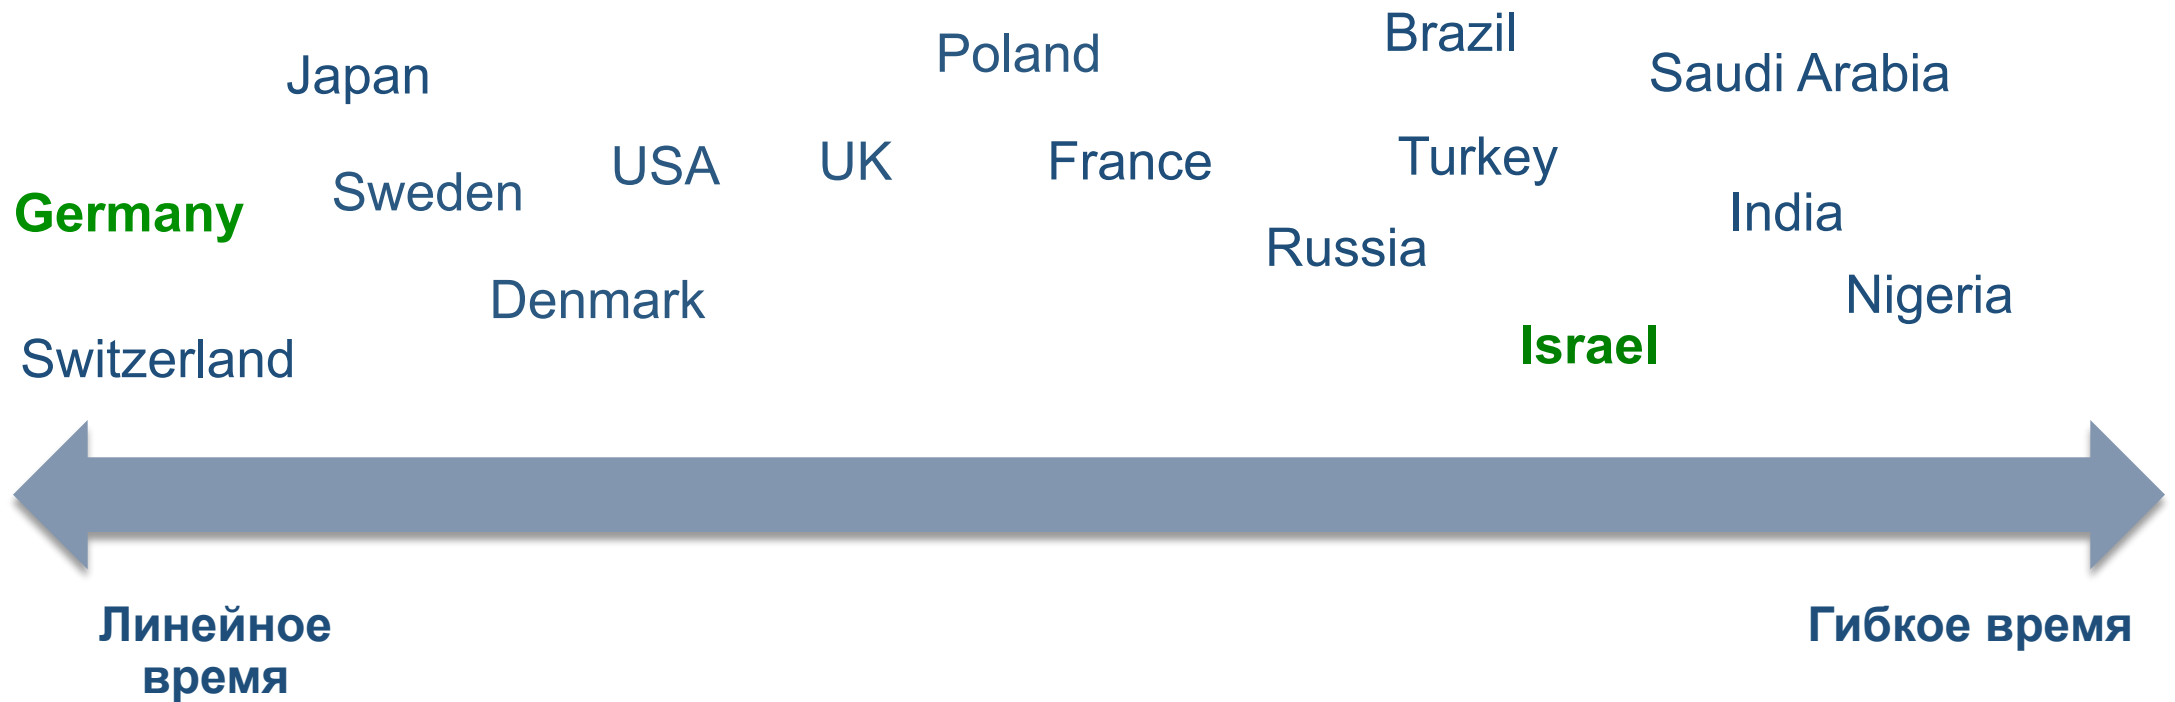 Brazil
Poland
Japan
Saudi Arabia
USA
UK
France
Turkey
Sweden
Germany
India
Russia
Denmark
Nigeria
Switzerland
Israel
Линейное
время
Гибкое время